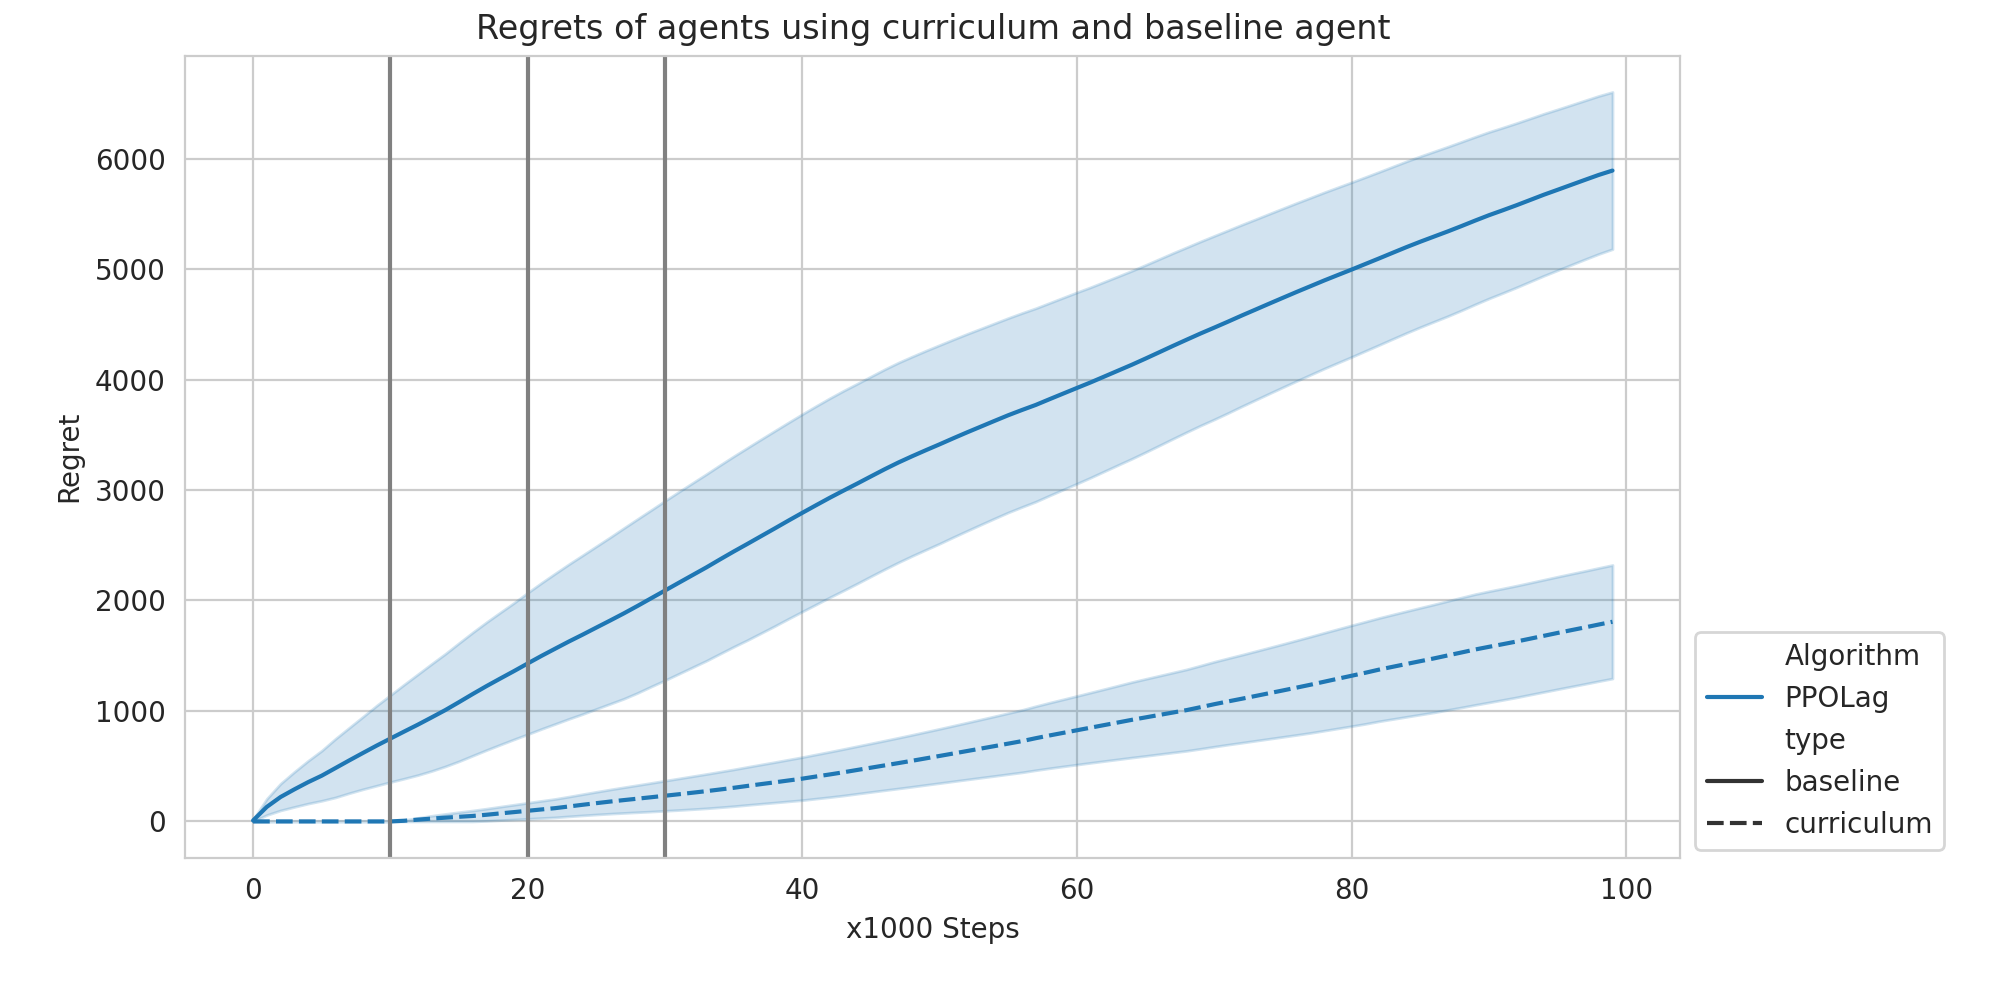 Regrets of agents using curriculum and baseline agent
Regret
6000
5000
4000
3000
2000
1000
0
0 20 40 60 80 100
x1000 Steps
Algorithm
PPOLag
type
baseline
curriculum